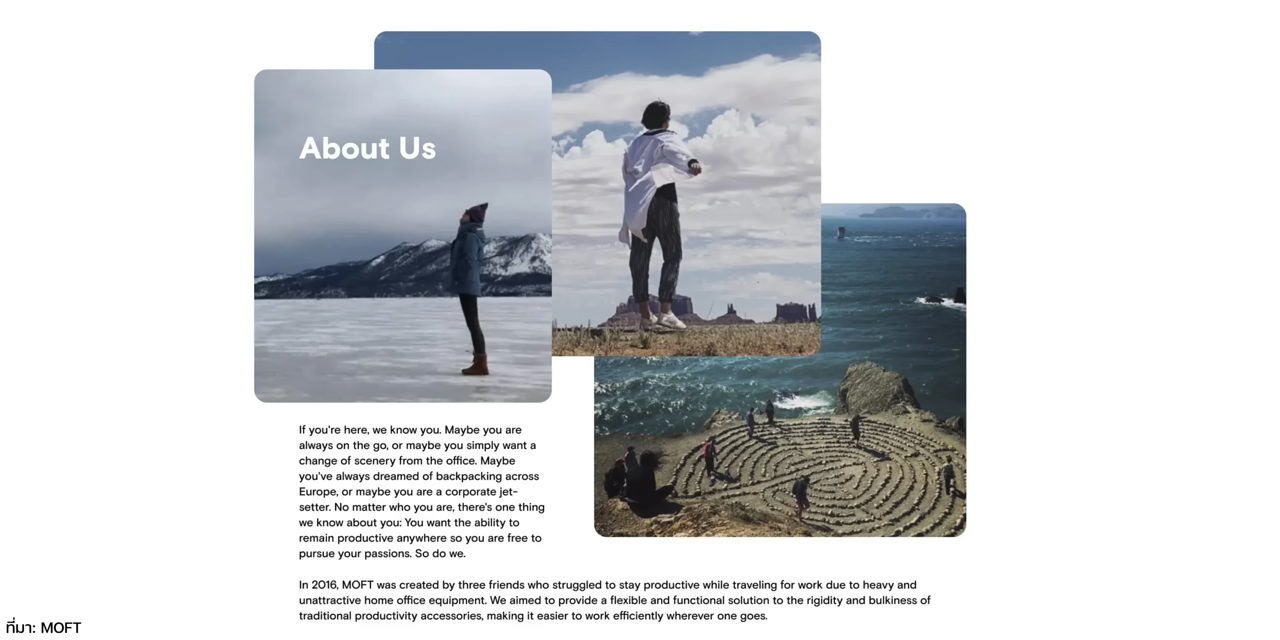 About Us
If you're here, we know you. Maybe you are
always on the go, or maybe you simply want a
change of scenery from the office. Maybe
you've always dreamed of backpacking across
Europe, or maybe you are a corporate jet-
setter. No matter who you are, there's one thing
we know about you: You want the ability to
remain productive anywhere so you are free to
pursue your passions. So do we.
In 2016, MOFT was created by three friends who struggled to stay productive while traveling for work due to heavy and
unattractive home office equipment. We aimed to provide a flexible and functional solution to the rigidity and bulkiness of
traditional productivity accessories, making it easier to work efficiently wherever one goes.
ที่มา: MOFT